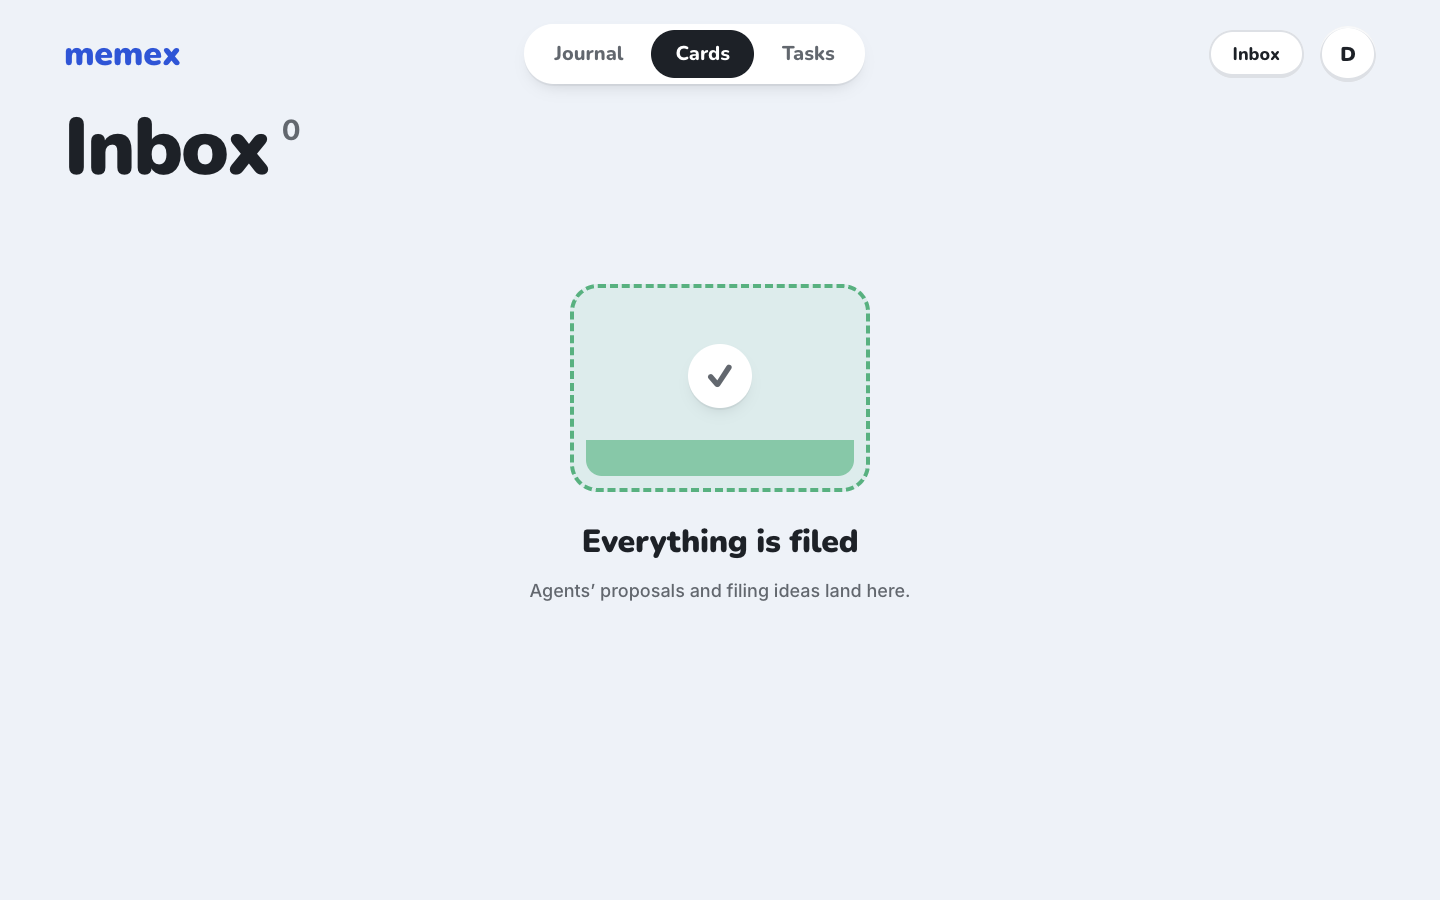 memex
Journal
Cards
Tasks
Inbox
D
Inbox 0
Everything is filed
Agents’ proposals and filing ideas land here.